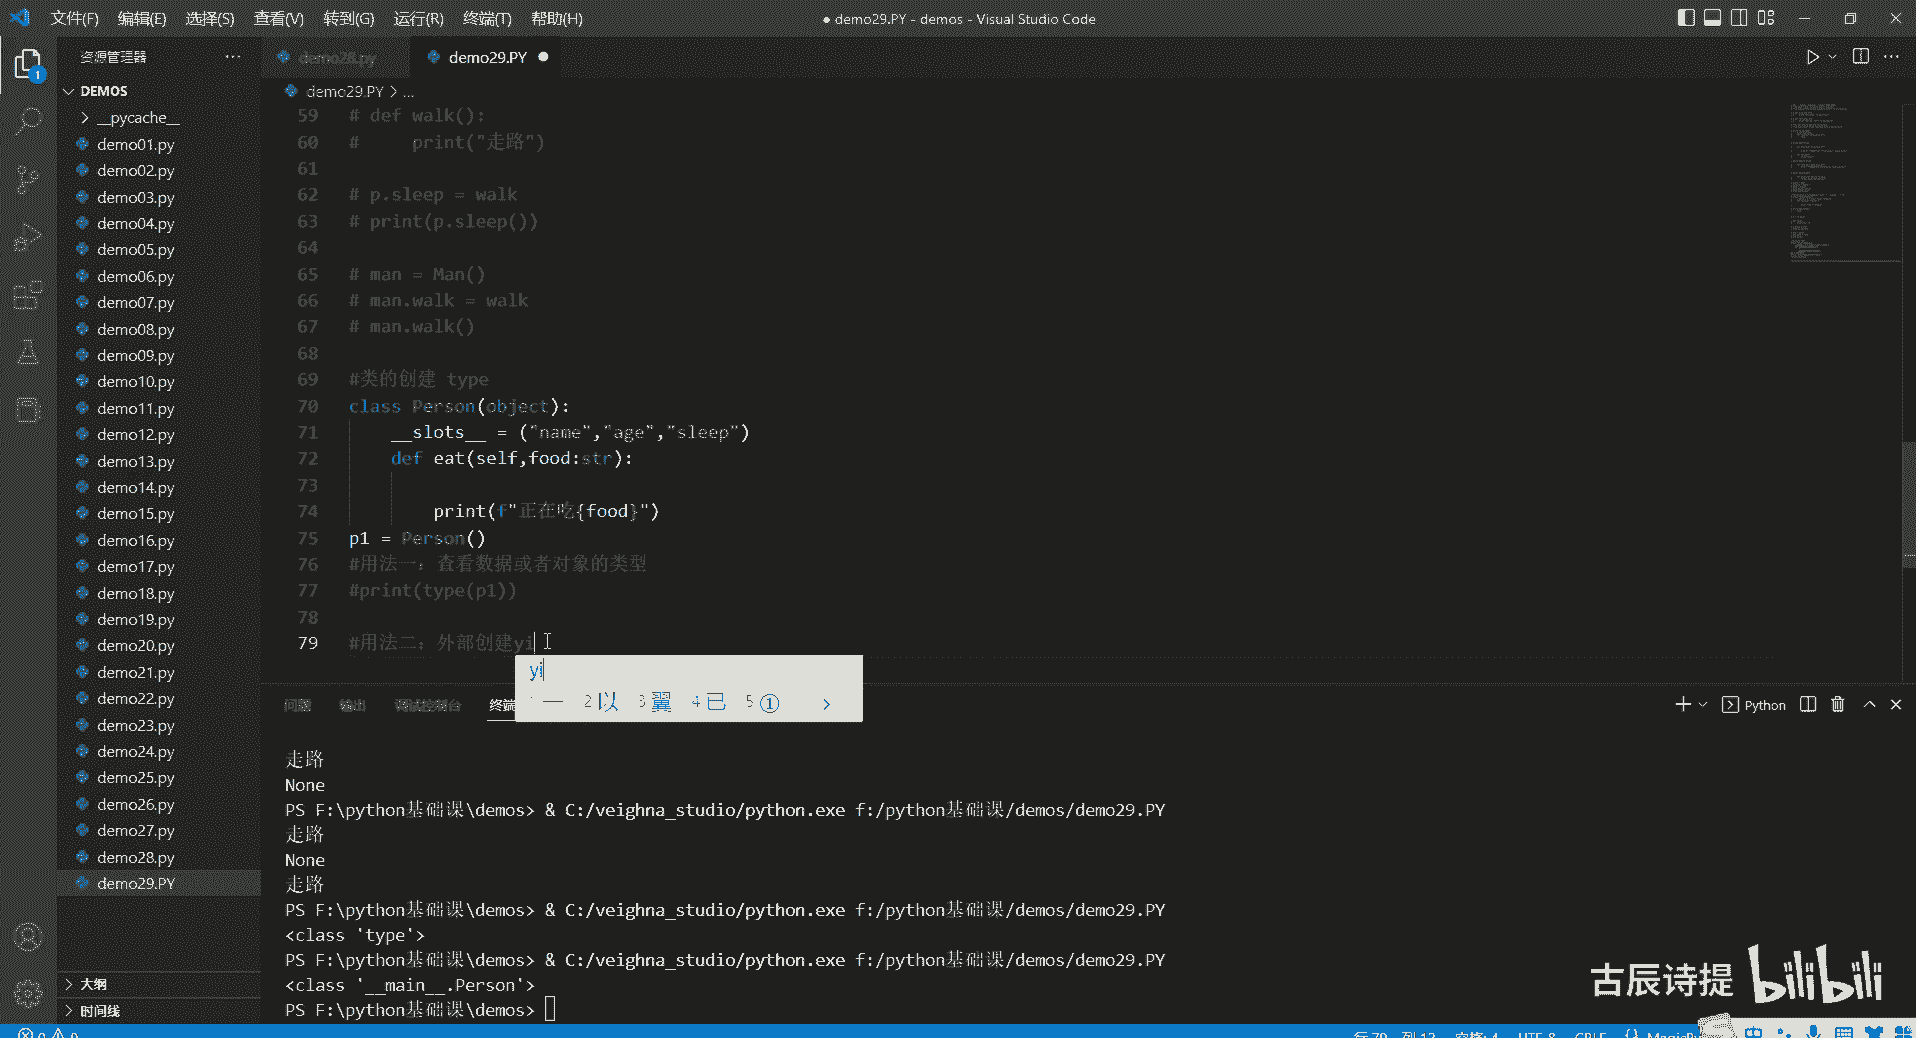 文件(F) 编辑(E) 选择(S) 查看(V) 转到(G) 运行(R) 终端(T) 帮助(H)
● demo29.PY - demos - Visual Studio Code
资源管理器 ···
demo28.py
demo29.PY ●
1
DEMOS
demo29.PY > ...
__pycache__
demo01.py
demo02.py
demo03.py
demo04.py
demo05.py
demo06.py
demo07.py
demo08.py
demo09.py
demo10.py
demo11.py
demo12.py
demo13.py
demo14.py
demo15.py
demo16.py
demo17.py
demo18.py
demo19.py
demo20.py
demo21.py
demo22.py
demo23.py
demo24.py
demo25.py
demo26.py
demo27.py
demo28.py
demo29.PY
大纲
时间线
59 # def walk():
60 #     print("走路")
61
62 # p.sleep = walk
63 # print(p.sleep())
64
65 # man = Man()
66 # man.walk = walk
67 # man.walk()
68
69 #类的创建 type
70 class Person(object):
71     __slots__ = ("name","age","sleep")
72     def eat(self,food:str):
73
74         print(f"正在吃{food}")
75 p1 = Person()
76 #用法一：查看数据或者对象的类型
77 #print(type(p1))
78
79 #用法二：外部创建yi
yi
1 一 2 以 3 翼 4 已 5 ① >
问题 输出 调试控制台 终端
Python
走路
None
PS F:\python基础课\demos> & C:/veighna_studio/python.exe f:/python基础课/demos/demo29.PY
走路
None
走路
PS F:\python基础课\demos> & C:/veighna_studio/python.exe f:/python基础课/demos/demo29.PY
<class 'type'>
PS F:\python基础课\demos> & C:/veighna_studio/python.exe f:/python基础课/demos/demo29.PY
<class '__main__.Person'>
PS F:\python基础课\demos>
古辰诗提 bilibili